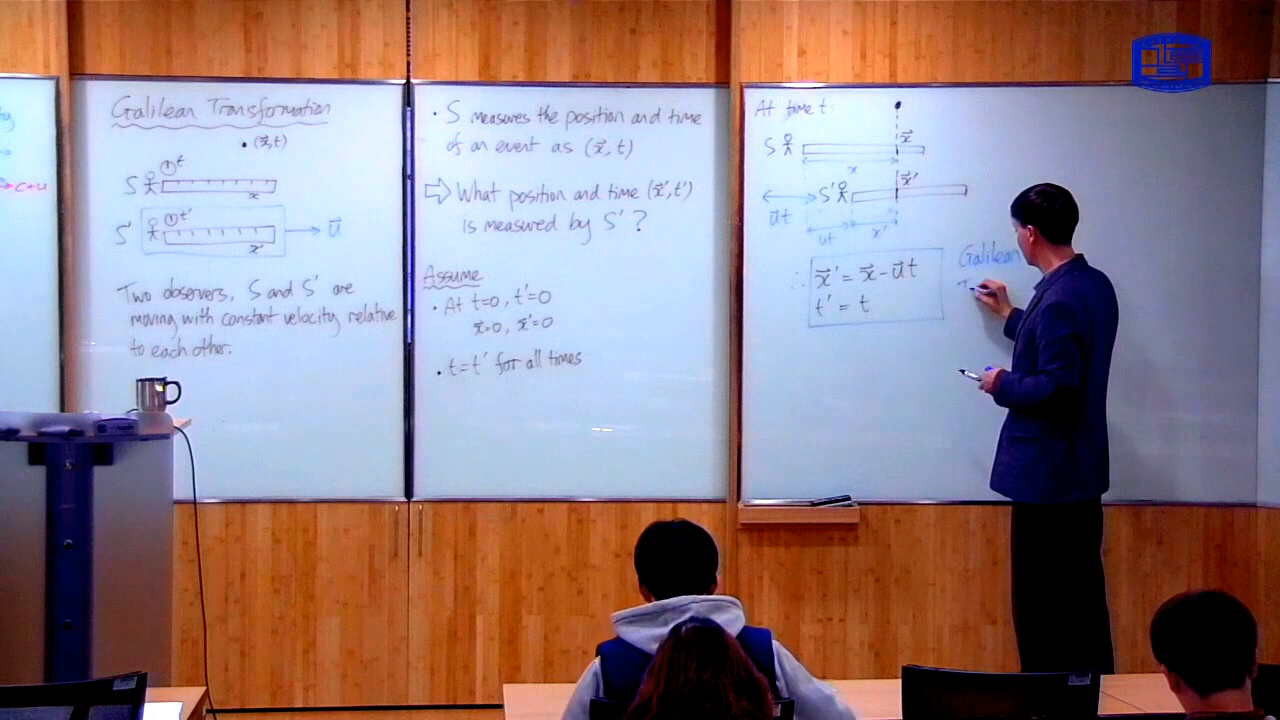 ty
→c+u
Galilean Transformation
(x⃗,t)
t
S
x
t'
S'
x'
u⃗
Two observers, S and S' are
moving with constant velocity relative
to each other.
• S measures the position and time
of an event as (x⃗, t)
⇨ What position and time (x⃗',t')
is measured by S' ?
Assume
• At t=0, t'=0
x⃗=0, x⃗'=0
• t=t' for all times
At time t
x⃗
S
x
x⃗'
S'
u⃗t
ut
x'
∴ x⃗' = x⃗-u⃗t
t' = t
Galilean